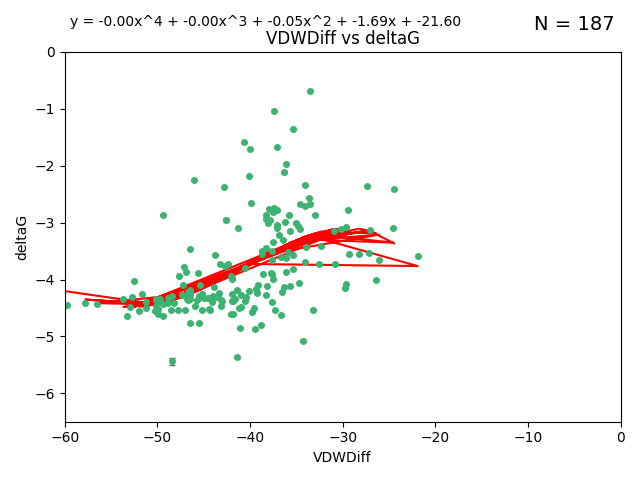 y = -0.00x^4 + -0.00x^3 + -0.05x^2 + -1.69x + -21.60
N = 187
VDWDiff vs deltaG
0
−1
−2
−3
−4
−5
−6
deltaG
−60 −50 −40 −30 −20 −10 0
VDWDiff